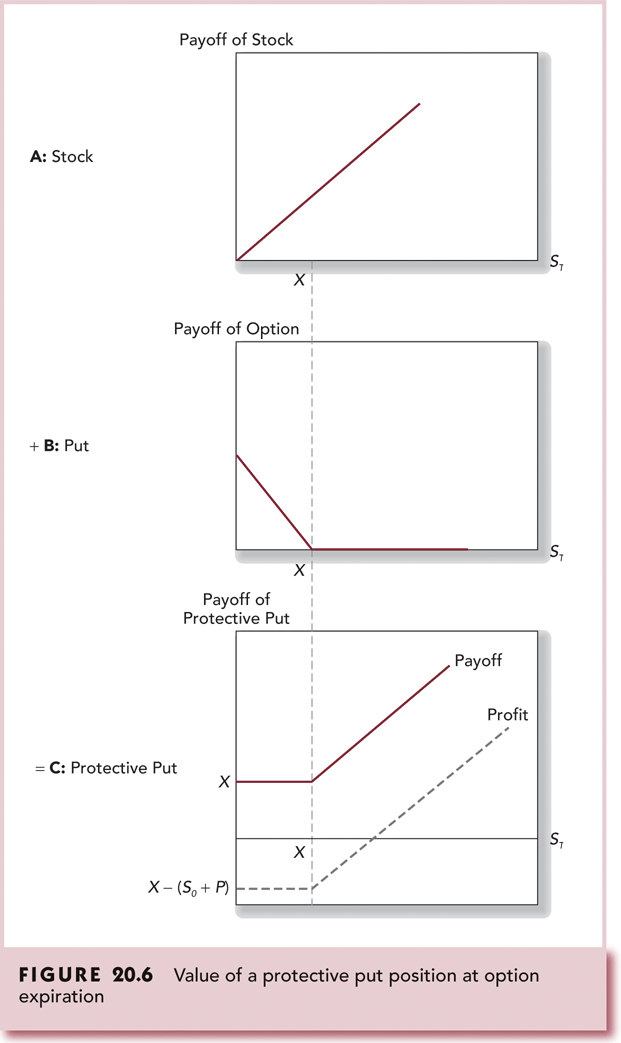 Payoff of Stock
A: Stock
S_T
X
Payoff of Option
+ B: Put
S_T
X
Payoff of
Protective Put
Payoff
Profit
= C: Protective Put
X
S_T
X
X – (S_0 + P)
FIGURE 20.6 Value of a protective put position at option
expiration